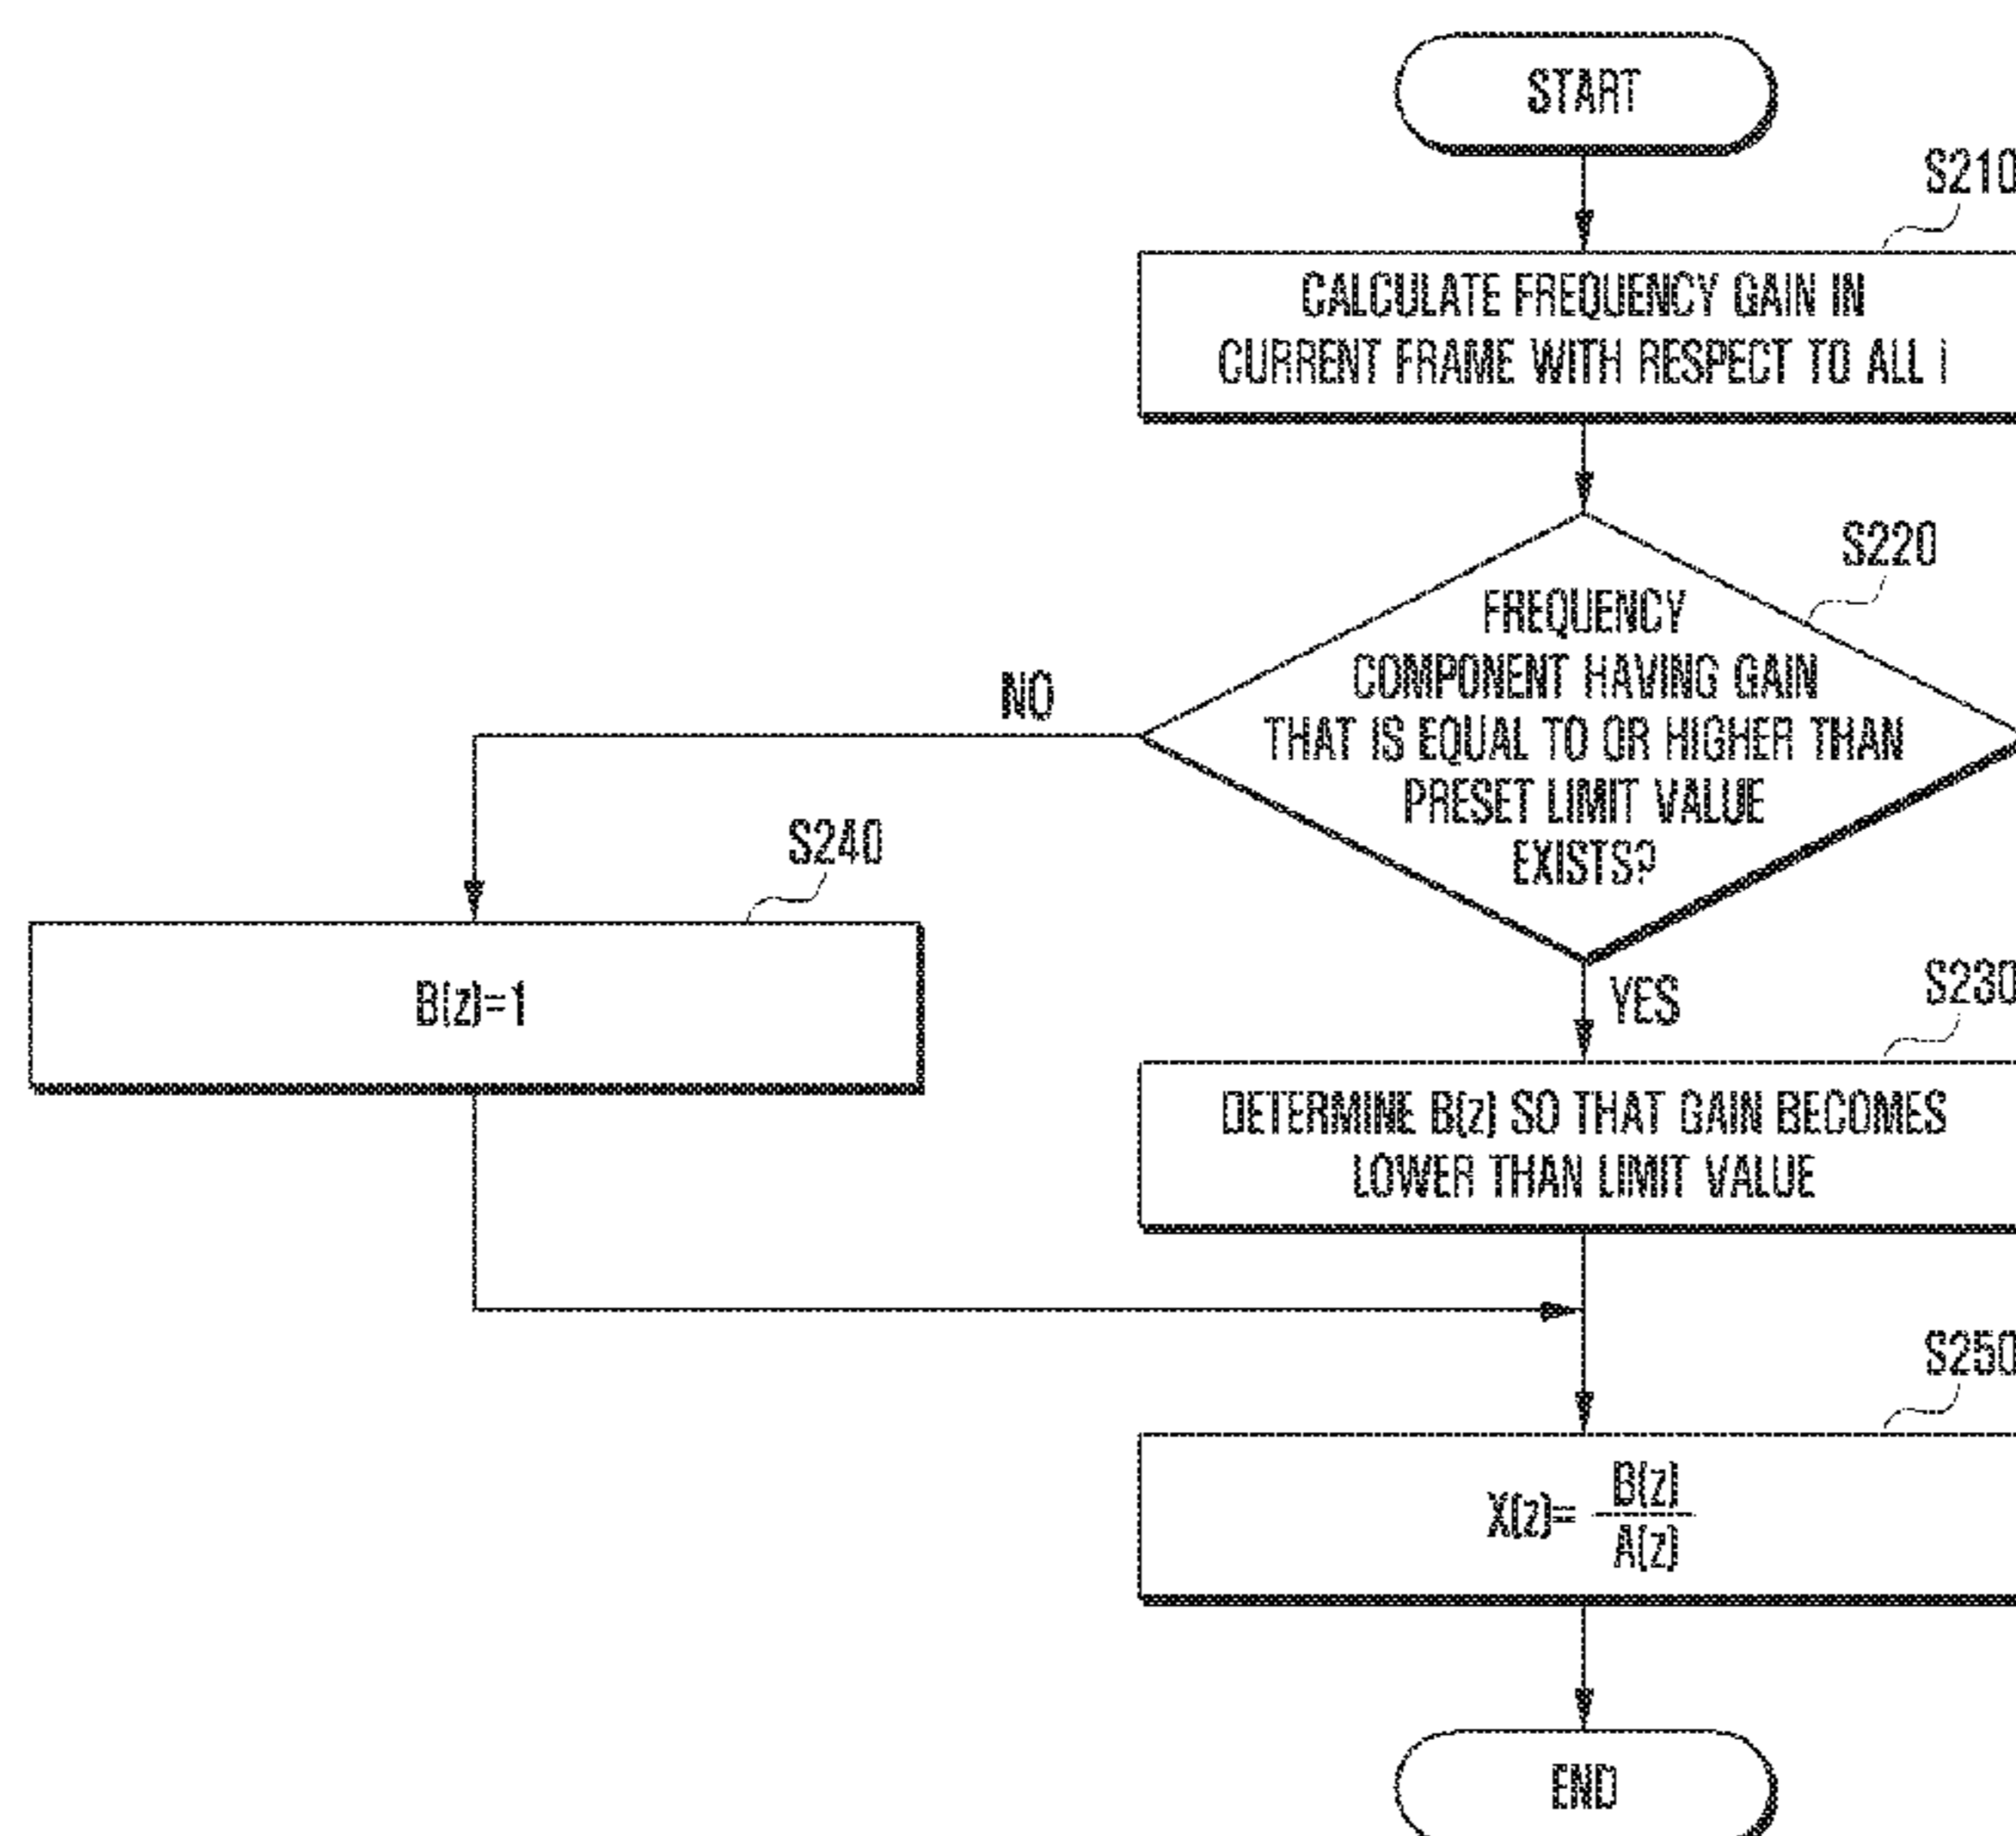 START
S210
CALCULATE FREQUENCY GAIN IN
CURRENT FRAME WITH RESPECT TO ALL i
S220
FREQUENCY
COMPONENT HAVING GAIN
THAT IS EQUAL TO OR HIGHER THAN
PRESET LIMIT VALUE
EXISTS?
NO
S240
B(z)=1
YES
S230
DETERMINE B(z) SO THAT GAIN BECOMES
LOWER THAN LIMIT VALUE
S250
X(z)= B(z)
A(z)
END